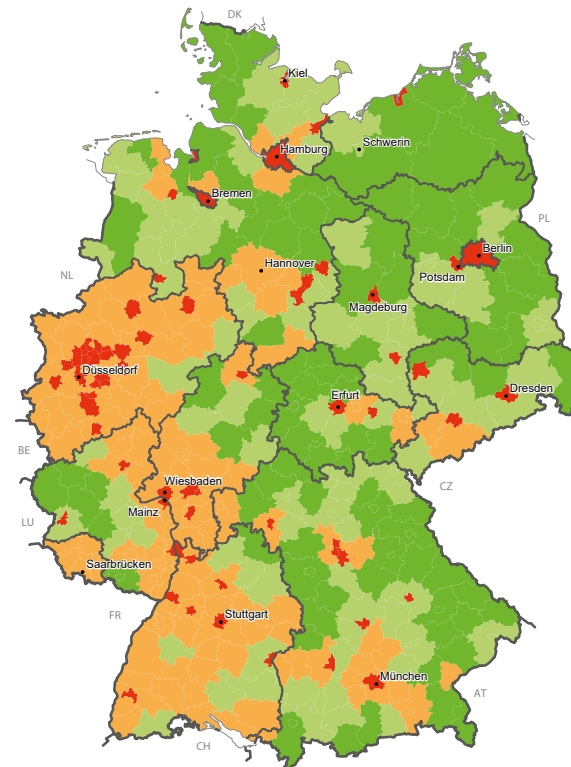 DK
Kiel
Schwerin
Hamburg
Bremen
PL
Berlin
Hannover
NL
Potsdam
Magdeburg
Düsseldorf
Dresden
Erfurt
BE
Wiesbaden
CZ
Mainz
LU
Saarbrücken
FR
Stuttgart
München
AT
CH